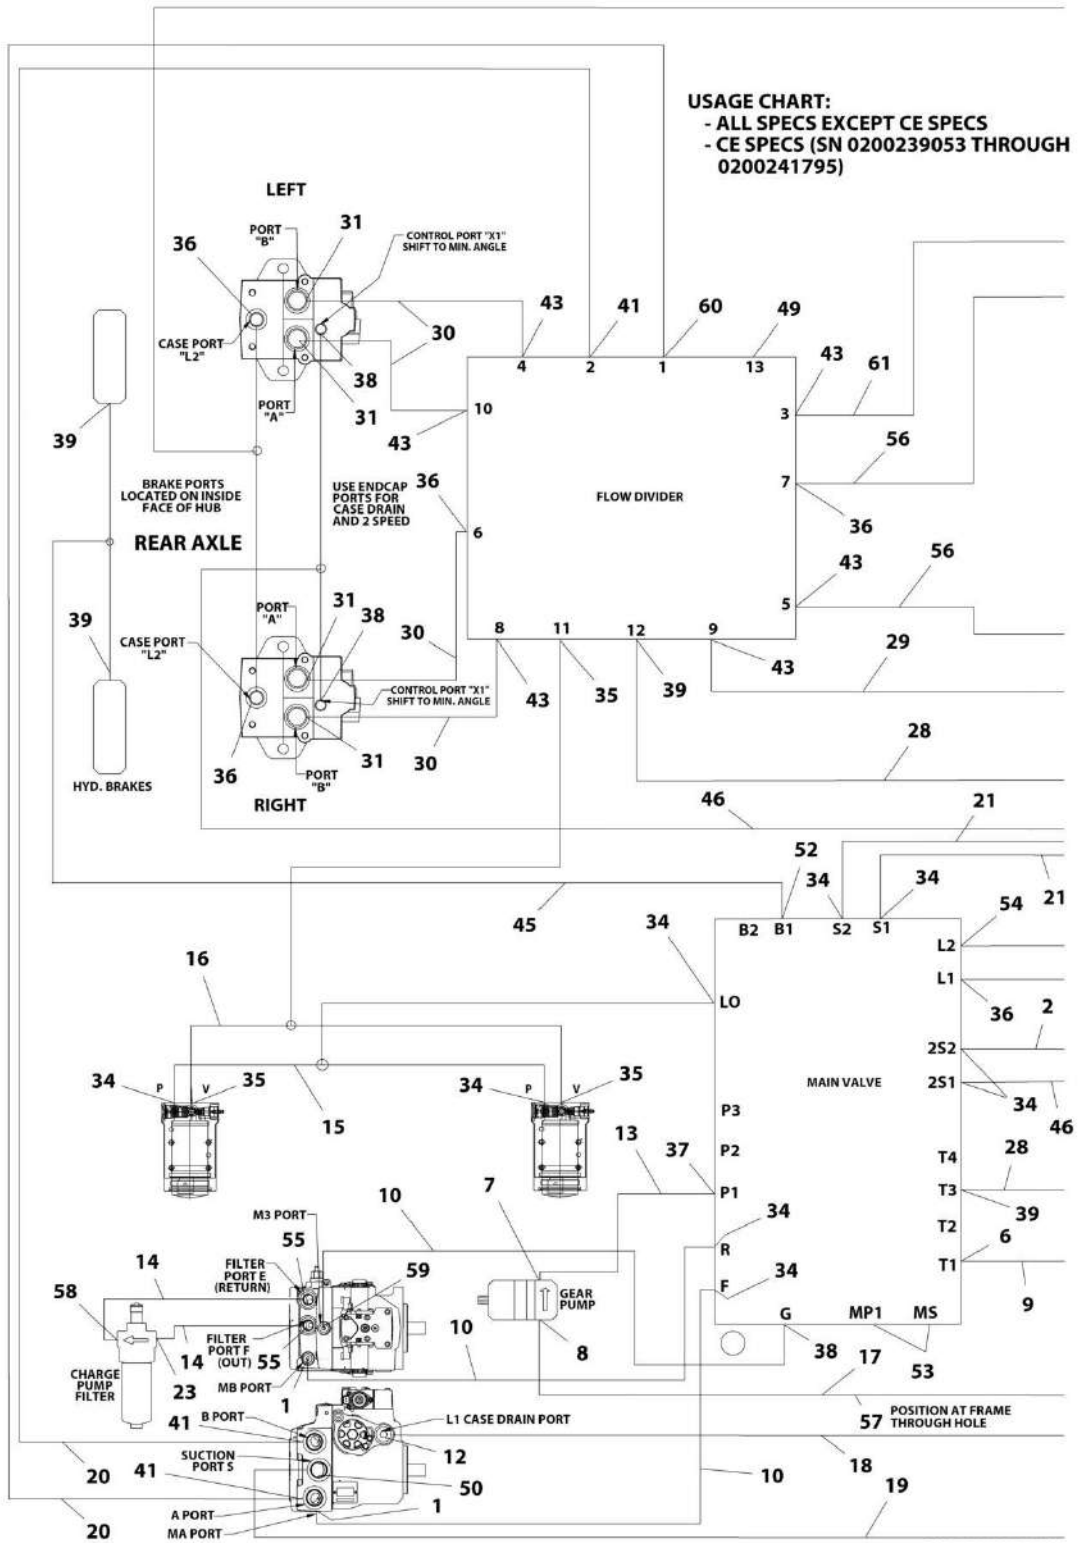 USAGE CHART:
- ALL SPECS EXCEPT CE SPECS
- CE SPECS (SN 0200239053 THROUGH
0200241795)
LEFT
PORT
"B"
31
CONTROL PORT "X1"
SHIFT TO MIN. ANGLE
36
CASE PORT
"L2"
30
38
PORT
"A"
31
39
43
41
60
49
4
2
1
13
43
61
3
10
43
56
7
36
36
6
FLOW DIVIDER
BRAKE PORTS
LOCATED ON INSIDE
FACE OF HUB
USE ENDCAP
PORTS FOR
CASE DRAIN
AND 2 SPEED
REAR AXLE
43
56
5
39
PORT
"A"
31
38
30
8
11
12
9
CASE PORT
"L2"
43
35
39
43
29
CONTROL PORT "X1"
SHIFT TO MIN. ANGLE
36
31
30
PORT
"B"
HYD. BRAKES
RIGHT
28
46
21
52
34
34
21
45
34
B2
B1
S2
S1
54
L2
16
LO
L1
36
2
2S2
34
P
V
35
34
P
V
35
MAIN VALVE
2S1
34
46
15
P3
13
37
P2
T4
28
7
P1
T3
39
10
34
M3 PORT
55
R
T2
6
14
FILTER
PORT E
(RETURN)
59
T1
58
GEAR
PUMP
F
34
9
10
G
MP1
MS
14
FILTER
PORT F
(OUT)
55
8
38
17
53
CHARGE
PUMP
FILTER
23
MB PORT
1
57
POSITION AT FRAME
THROUGH HOLE
41
B PORT
L1 CASE DRAIN PORT
12
18
20
41
SUCTION
PORT S
50
10
19
20
A PORT
1
MA PORT